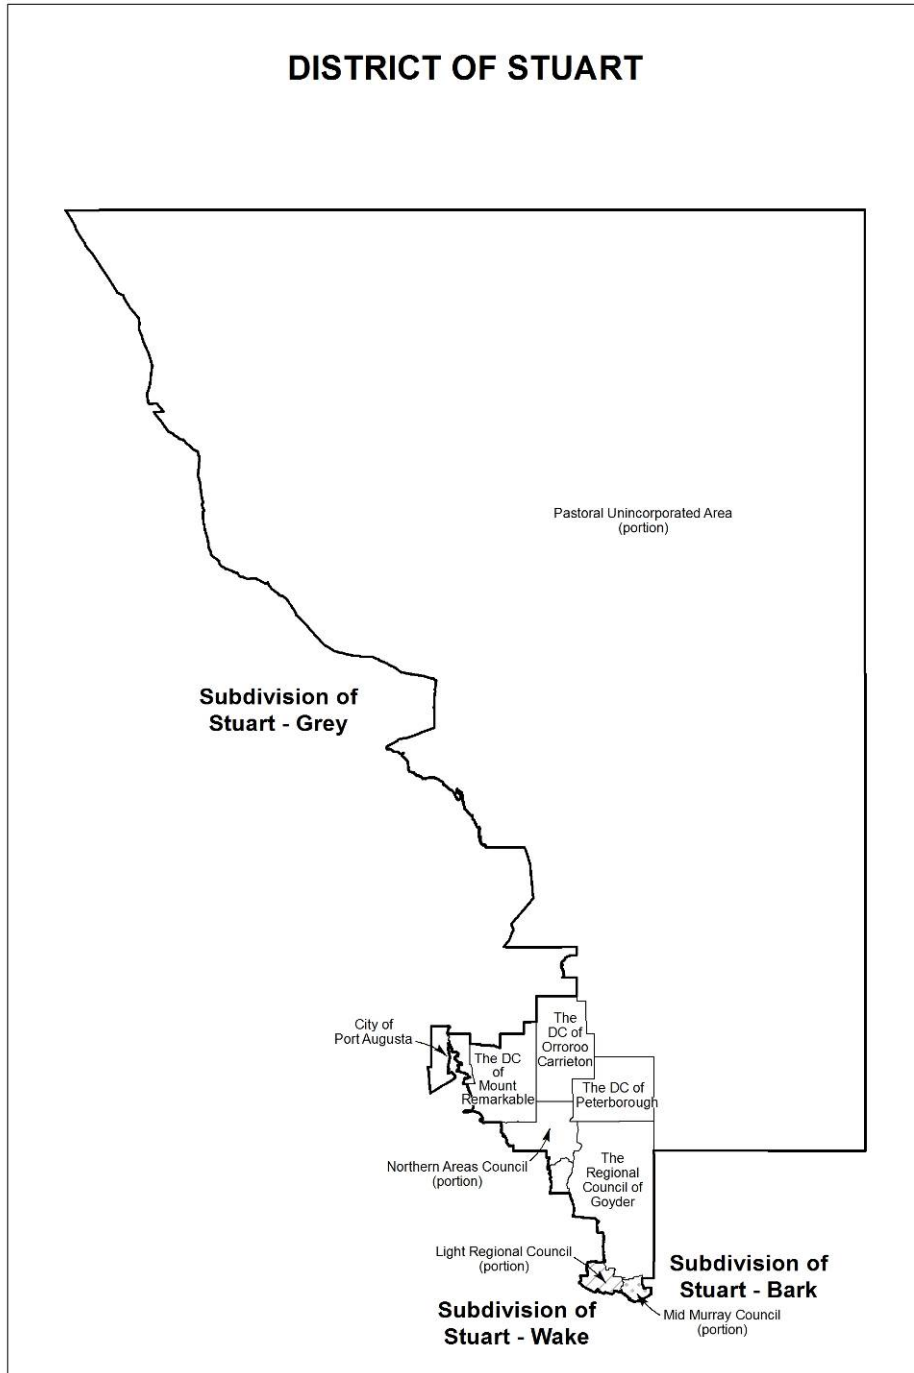 DISTRICT OF STUART
Pastoral Unincorporated Area
(portion)
Subdivision of
Stuart - Grey
City of
Port Augusta
The
DC of
Orroroo
Carrieton
The DC
of
Mount
Remarkable
The DC of
Peterborough
Northern Areas Council
(portion)
The
Regional
Council of
Goyder
Light Regional Council
(portion)
Subdivision of
Stuart - Bark
Subdivision of
Stuart - Wake
Mid Murray Council
(portion)